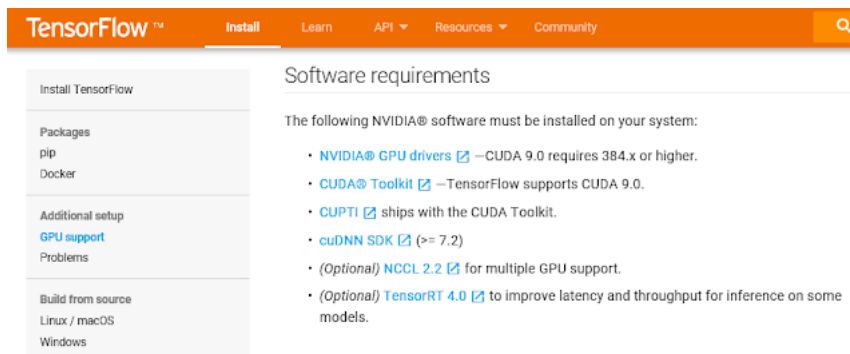 TensorFlow ™ Install Learn API Resources Community
Install TensorFlow
Packages
pip
Docker
Additional setup
GPU support
Problems
Build from source
Linux / macOS
Windows
Software requirements
The following NVIDIA® software must be installed on your system:
• NVIDIA® GPU drivers —CUDA 9.0 requires 384.x or higher.
• CUDA® Toolkit —TensorFlow supports CUDA 9.0.
• CUPTI ships with the CUDA Toolkit.
• cuDNN SDK (>= 7.2)
• (Optional) NCCL 2.2 for multiple GPU support.
• (Optional) TensorRT 4.0 to improve latency and throughput for inference on some
models.